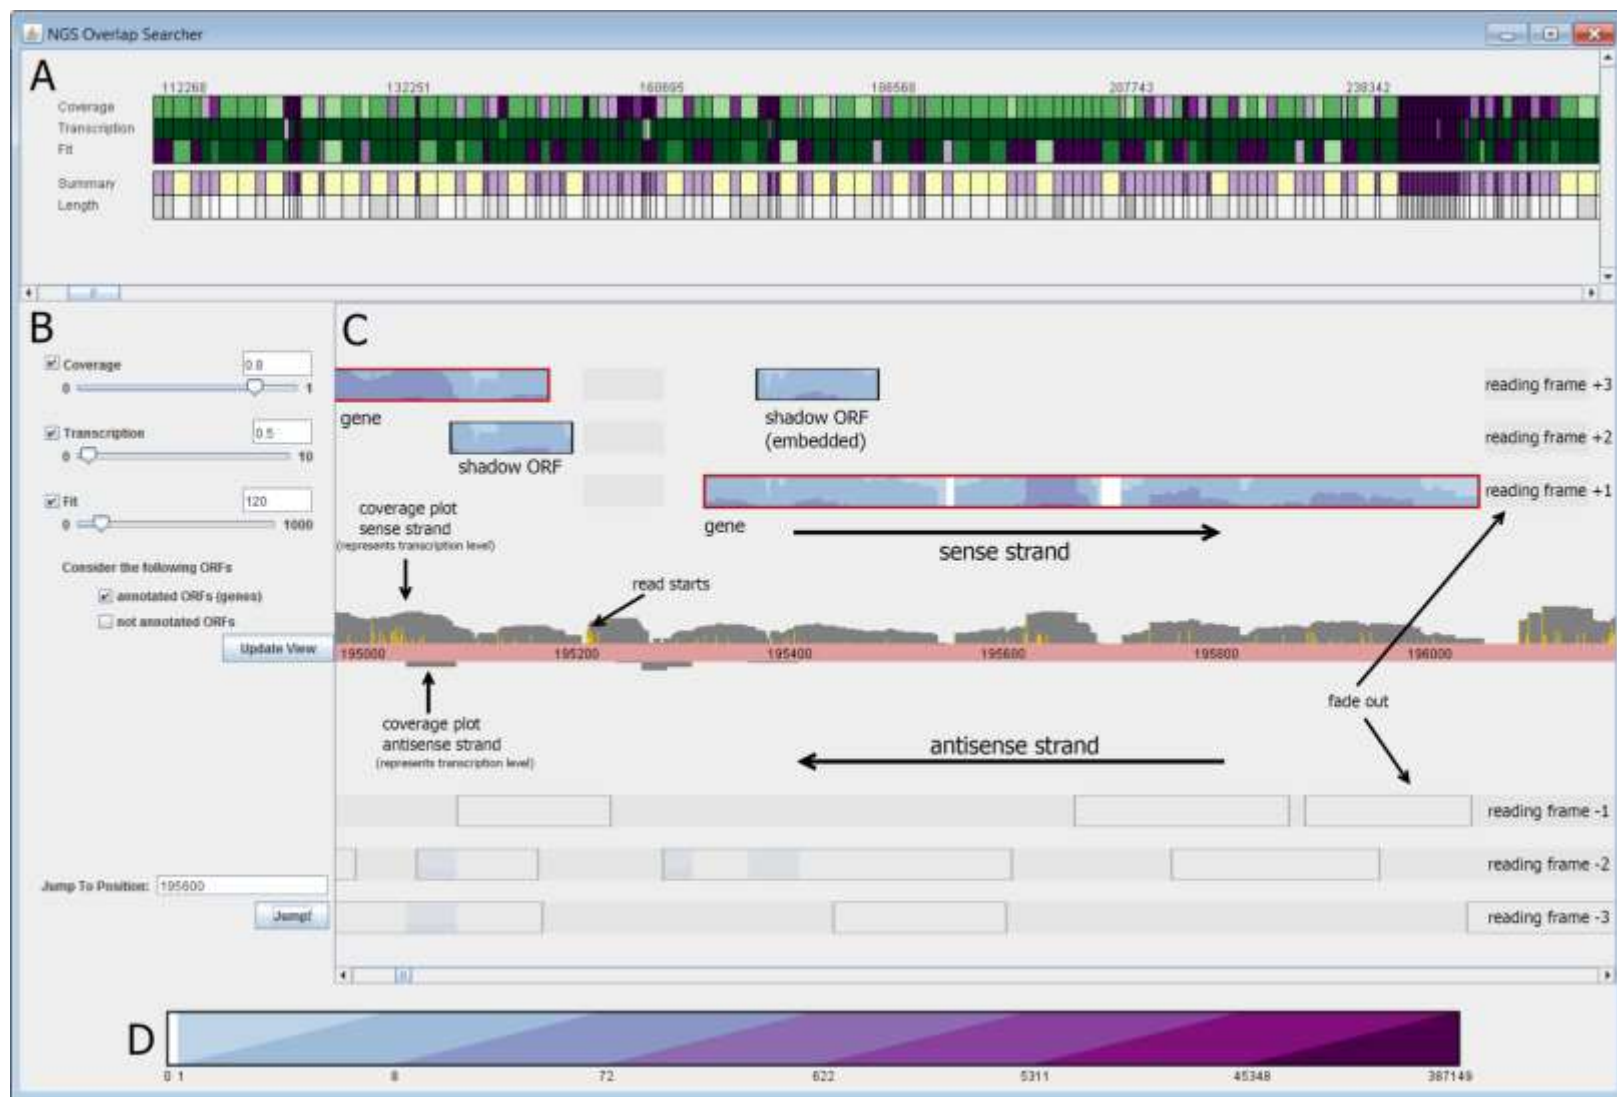 NGS Overlap Searcher
A
112268 132251 160695 188568 207743 238342
Coverage
Transcription
Fit
Summary
Length
B
Coverage 0.8
0 1
Transcription 0.5
0 10
Fit 120
0 1000
Consider the following ORFs
annotated ORFs (genes)
not annotated ORFs
Update View
Jump To Position: 195600
Jump!
C
reading frame +3
gene
shadow ORF
(embedded)
reading frame +2
shadow ORF
reading frame +1
gene
coverage plot
sense strand
(represents transcription level)
sense strand
read starts
195000 195200 195400 195600 195800 196000
fade out
coverage plot
antisense strand
(represents transcription level)
antisense strand
reading frame -1
reading frame -2
reading frame -3
D
0 1 8 72 622 5311 45348 387149